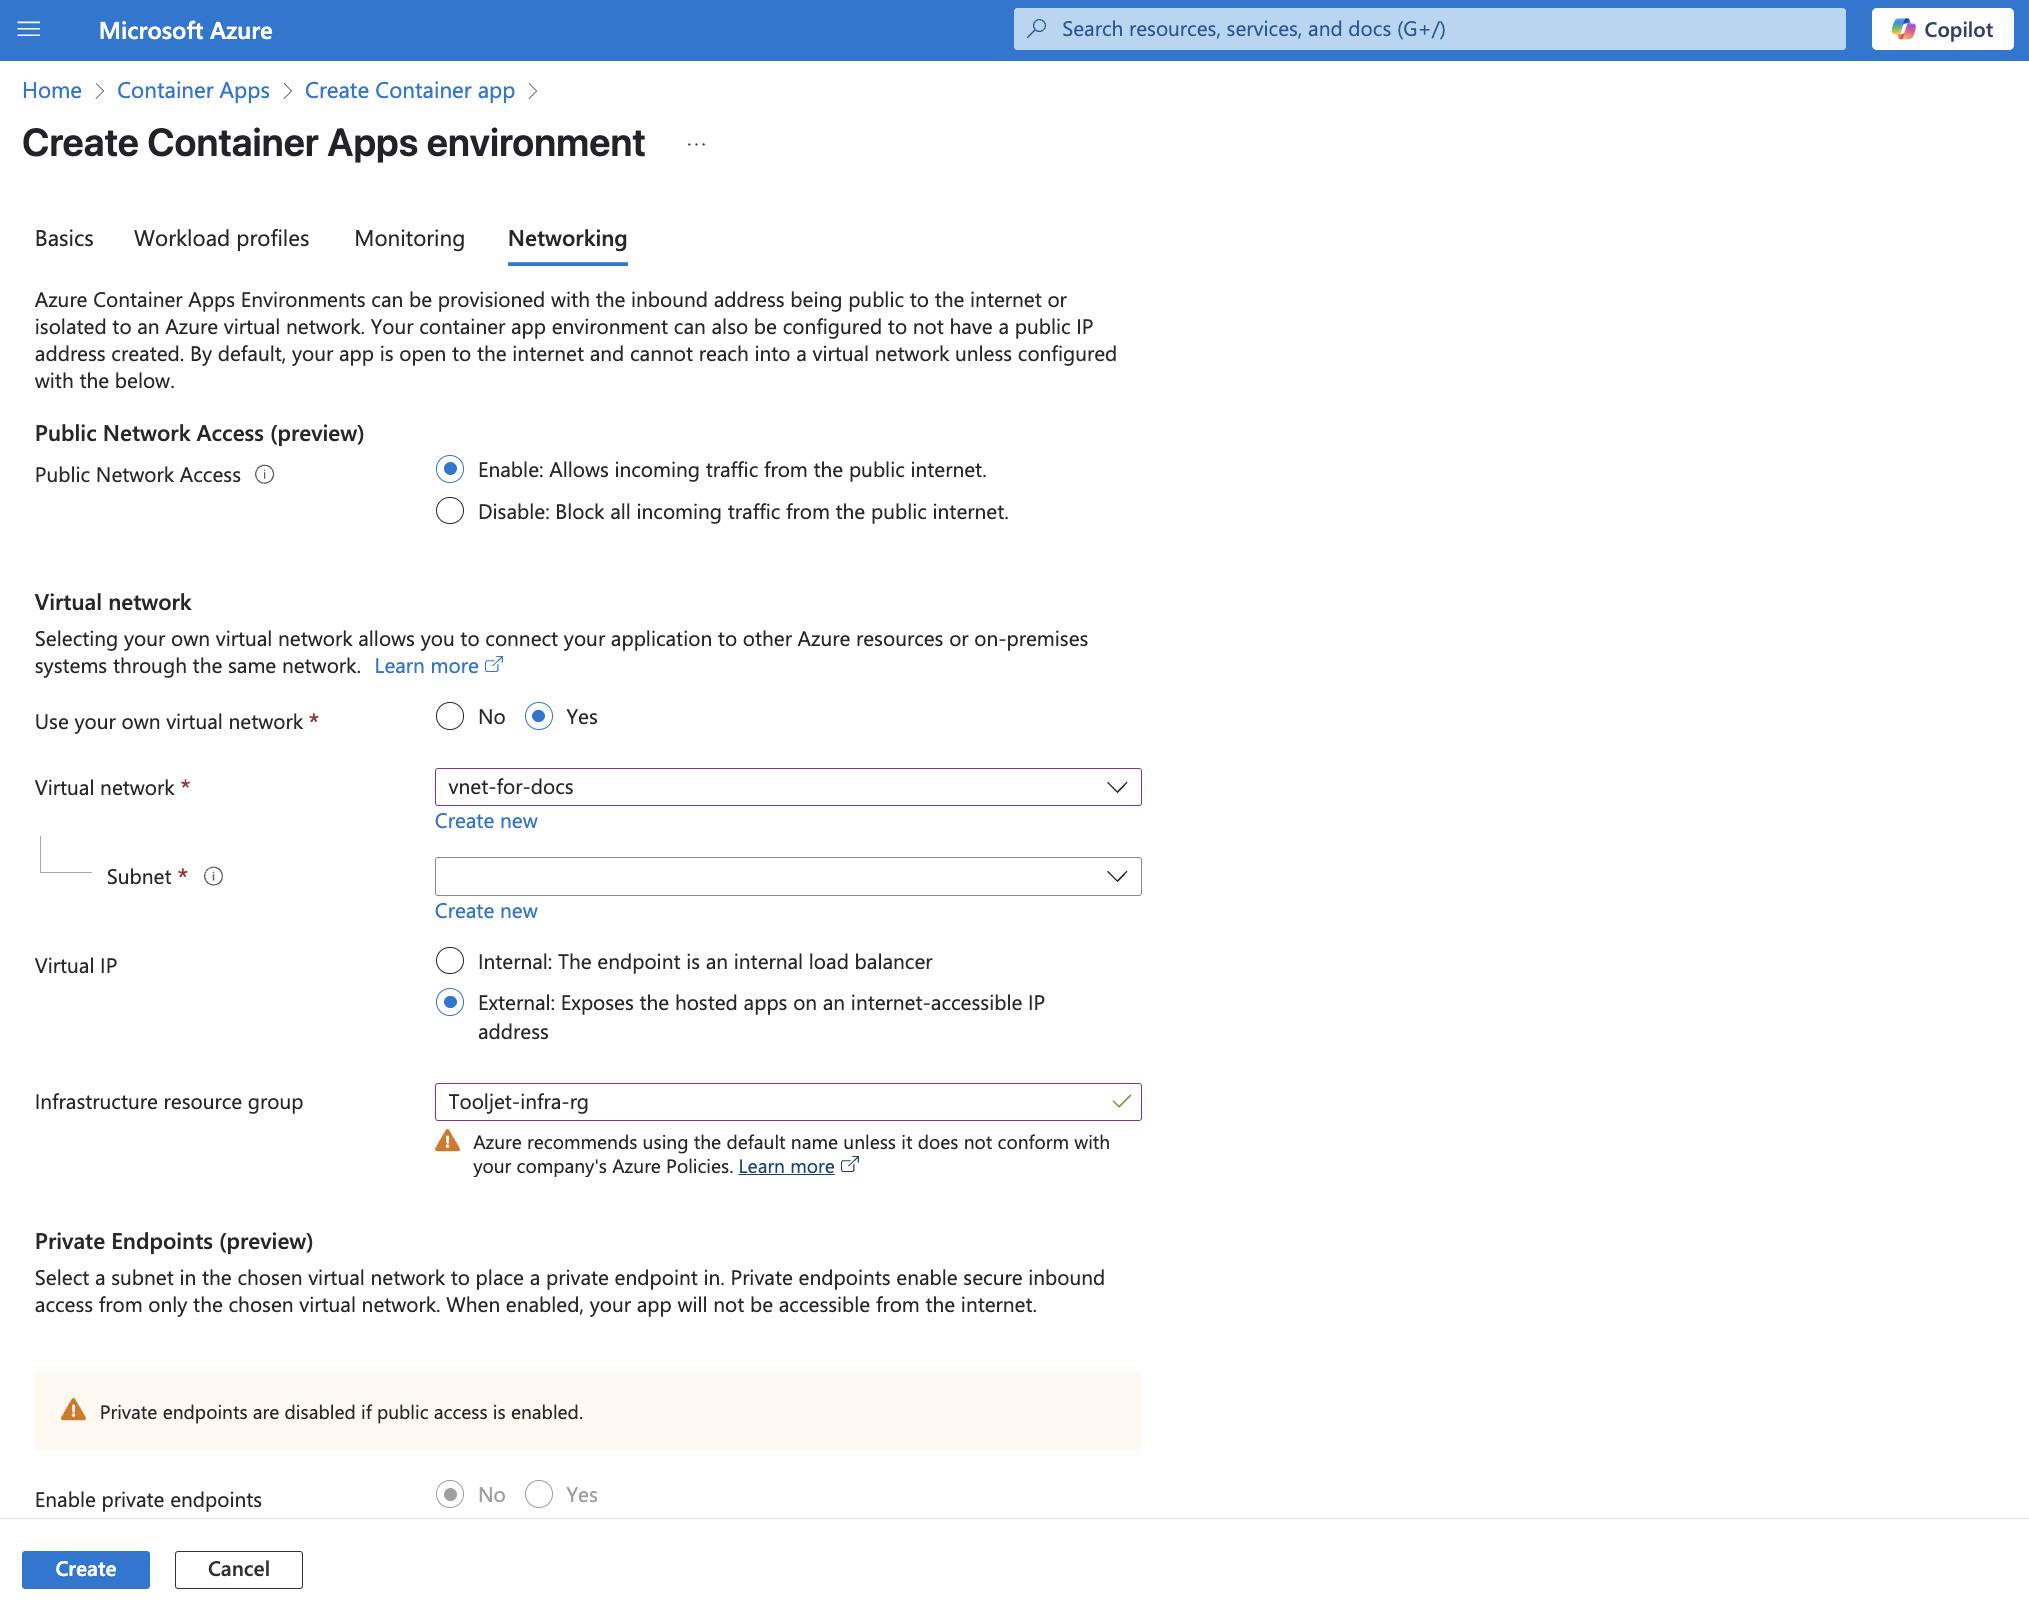 Microsoft Azure
Search resources, services, and docs (G+/)
Copilot
Home > Container Apps > Create Container app >
Create Container Apps environment ...
Basics Workload profiles Monitoring Networking
Azure Container Apps Environments can be provisioned with the inbound address being public to the internet or
isolated to an Azure virtual network. Your container app environment can also be configured to not have a public IP
address created. By default, your app is open to the internet and cannot reach into a virtual network unless configured
with the below.
Public Network Access (preview)
Public Network Access
Enable: Allows incoming traffic from the public internet.
Disable: Block all incoming traffic from the public internet.
Virtual network
Selecting your own virtual network allows you to connect your application to other Azure resources or on-premises
systems through the same network. Learn more
Use your own virtual network *
No Yes
Virtual network *
vnet-for-docs
Create new
Subnet *
Create new
Virtual IP
Internal: The endpoint is an internal load balancer
External: Exposes the hosted apps on an internet-accessible IP
address
Infrastructure resource group
Tooljet-infra-rg
Azure recommends using the default name unless it does not conform with
your company's Azure Policies. Learn more
Private Endpoints (preview)
Select a subnet in the chosen virtual network to place a private endpoint in. Private endpoints enable secure inbound
access from only the chosen virtual network. When enabled, your app will not be accessible from the internet.
Private endpoints are disabled if public access is enabled.
Enable private endpoints
No Yes
Create Cancel